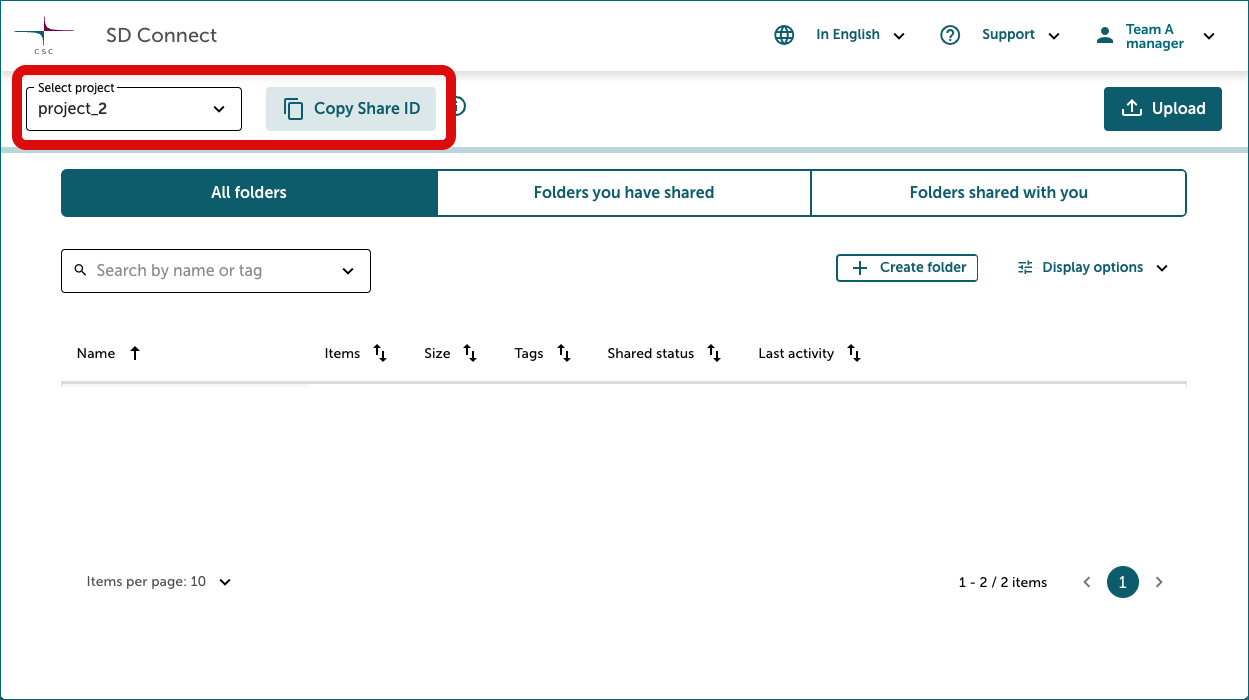 CSC
SD Connect
In English
Support
Team A
manager
Select project
project_2
Copy Share ID
Upload
All folders
Folders you have shared
Folders shared with you
Search by name or tag
Create folder
Display options
Name
Items
Size
Tags
Shared status
Last activity
Items per page: 10
1 - 2 / 2 items
1